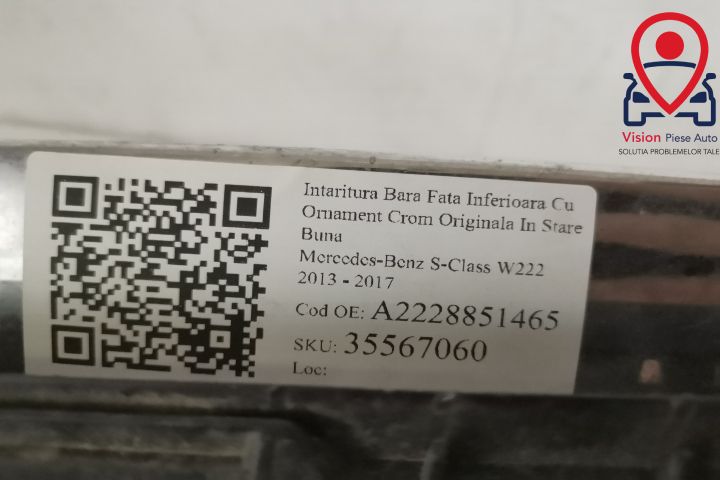 Vision Piese Auto
SOLUTIA PROBLEMELOR TALE
Intaritura Bara Fata Inferioara Cu
Ornament Crom Originala In Stare
Buna
Mercedes-Benz S-Class W222
2013 - 2017
Cod OE: A2228851465
SKU: 35567060
Loc: